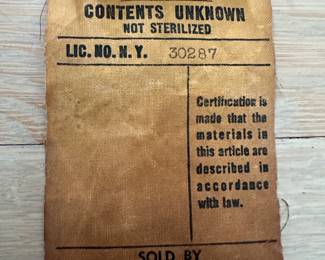 CONTENTS UNKNOWN
NOT STERILIZED
LIC. NO. N. Y. 30287
Certification is
made that the
materials in
this article are
described in
accordance
with law.
SOLD BY